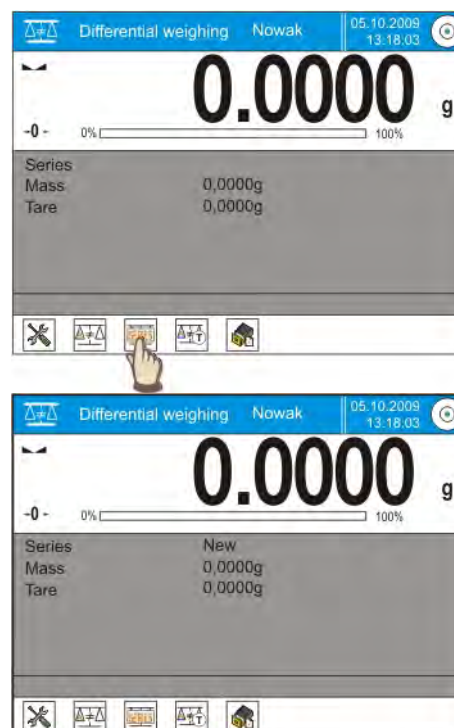 Differential weighing Nowak 05.10.2009
13:18:03
0.0000 g
-0- 0% 100%
Series
Mass 0,0000g
Tare 0,0000g
T
Differential weighing Nowak 05.10.2009
13:18:03
0.0000 g
-0- 0% 100%
Series New
Mass 0,0000g
Tare 0,0000g
T